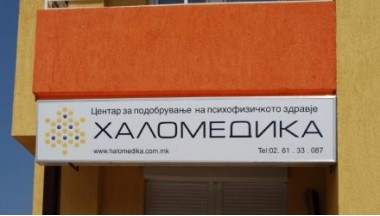 Центар за подобрување на психофизичкото здравје
ХАЛОМЕДИКА
www.halomedika.com.mk Tel:02. 61 . 33 . 087